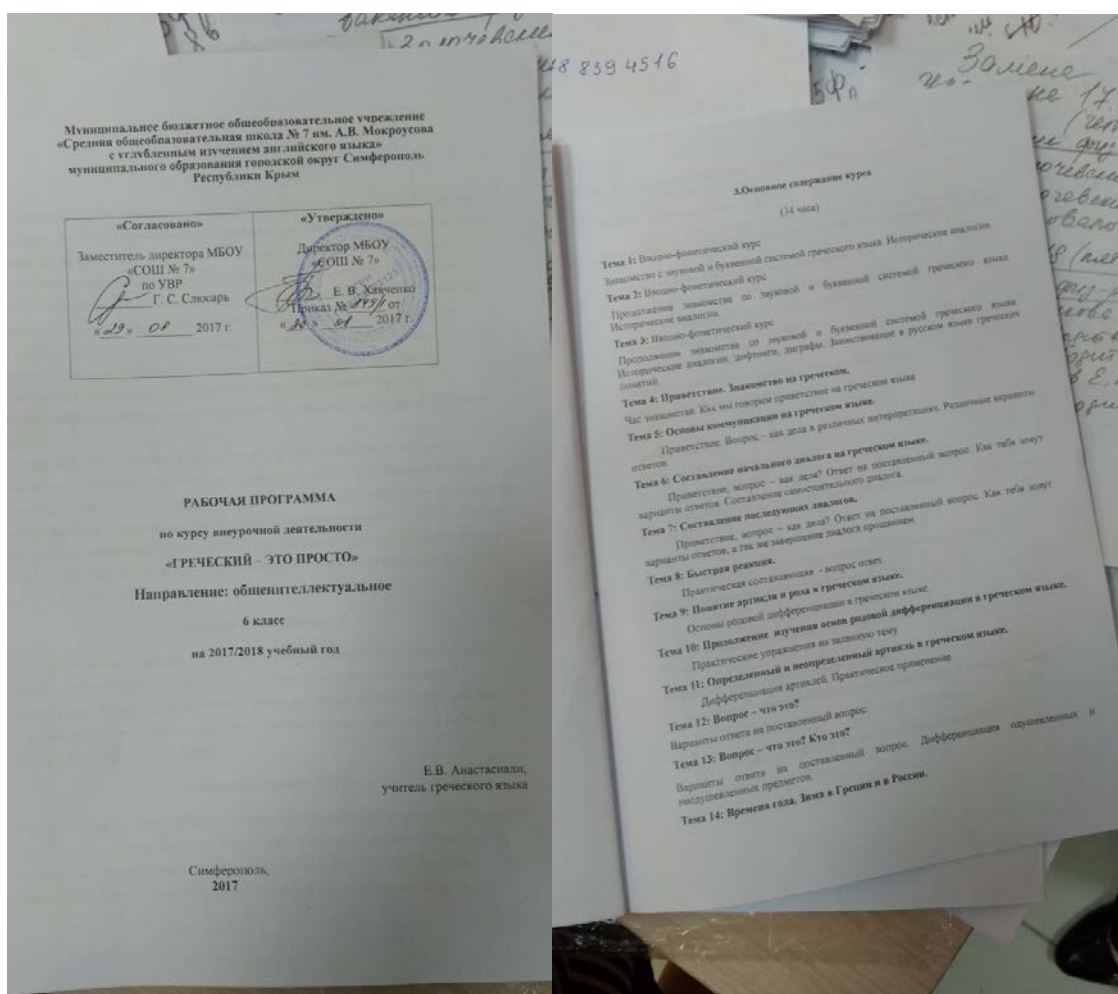 Муниципальное бюджетное общеобразовательное учреждение
«Средняя общеобразовательная школа № 7 им. А.В. Мокроусова
с углубленным изучением английского языка»
муниципального образования городской округ Симферополь
Республики Крым
«Согласовано»
Заместитель директора МБОУ
«СОШ № 7»
по УВР
Г. С. Слюсарь
«29» 08 2017 г.
«Утверждено»
Директор МБОУ
«СОШ № 7»
Е. В. Хавченко
Приказ № от
2017 г.
РАБОЧАЯ ПРОГРАММА
по курсу внеурочной деятельности
«ГРЕЧЕСКИЙ – ЭТО ПРОСТО»
Направление: общеинтеллектуальное
6 класс
на 2017/2018 учебный год
Е.В. Анастасиади,
учитель греческого языка
Симферополь,
2017
839 4516
Замене
3.Основное содержание курса
(34 часа)
Тема 1: Вводно-фонетический курс
Знакомство с звуковой и буквенной системой греческого языка. Исторические аналогии.
Тема 2: Вводно-фонетический курс
Продолжение знакомства со звуковой и буквенной системой греческого языка.
Исторические аналогии.
Тема 3: Вводно-фонетический курс
Продолжение знакомства со звуковой и буквенной системой греческого языка.
Исторические аналогии, дифтонги, диграфы. Заимствование в русском языке греческих
понятий.
Тема 4: Приветствие. Знакомство на греческом.
Час знакомства. Как мы говорим приветствие на греческом языке
Тема 5: Основы коммуникации на греческом языке.
Приветствие. Вопрос – как дела в различных интерпретациях. Различные варианты
ответов.
Тема 6: Составление начального диалога на греческом языке.
Приветствие, вопрос – как дела? Ответ на поставленный вопрос. Как тебя зовут
варианты ответов. Составление самостоятельного диалога.
Тема 7: Составление последующих диалогов.
Приветствие, вопрос – как дела? Ответ на поставленный вопрос. Как тебя зовут
варианты ответов, а так же завершение диалога прощанием.
Тема 8: Быстрая реакция.
Практическая составляющая - вопрос ответ.
Тема 9: Понятие артикля и рода в греческом языке.
Основы родовой дифференциации в греческом языке.
Тема 10: Продолжение изучения основ родовой дифференциации в греческом языке.
Практические упражнения на заданную тему
Тема 11: Определенный и неопределенный артикль в греческом языке.
Дифференциация артиклей. Практическое применение.
Тема 12: Вопрос – что это?
Варианты ответа на поставленный вопрос.
Тема 13: Вопрос – что это? Кто это?
Варианты ответа на поставленный вопрос. Дифференциация одушевленных и
неодушевленных предметов.
Тема 14: Времена года. Зима в Греции и в России.